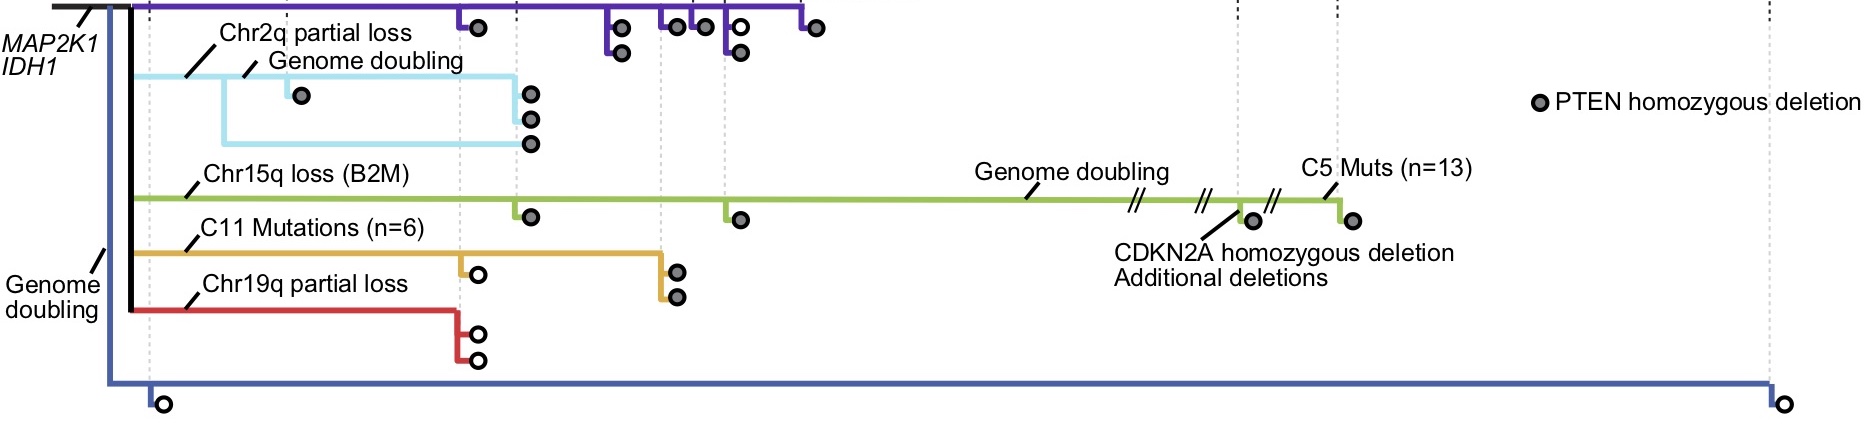 MAP2K1
IDH1
Chr2q partial loss
Genome doubling
PTEN homozygous deletion
Chr15q loss (B2M)
Genome doubling
C5 Muts (n=13)
C11 Mutations (n=6)
CDKN2A homozygous deletion
Additional deletions
Chr19q partial loss
Genome
doubling